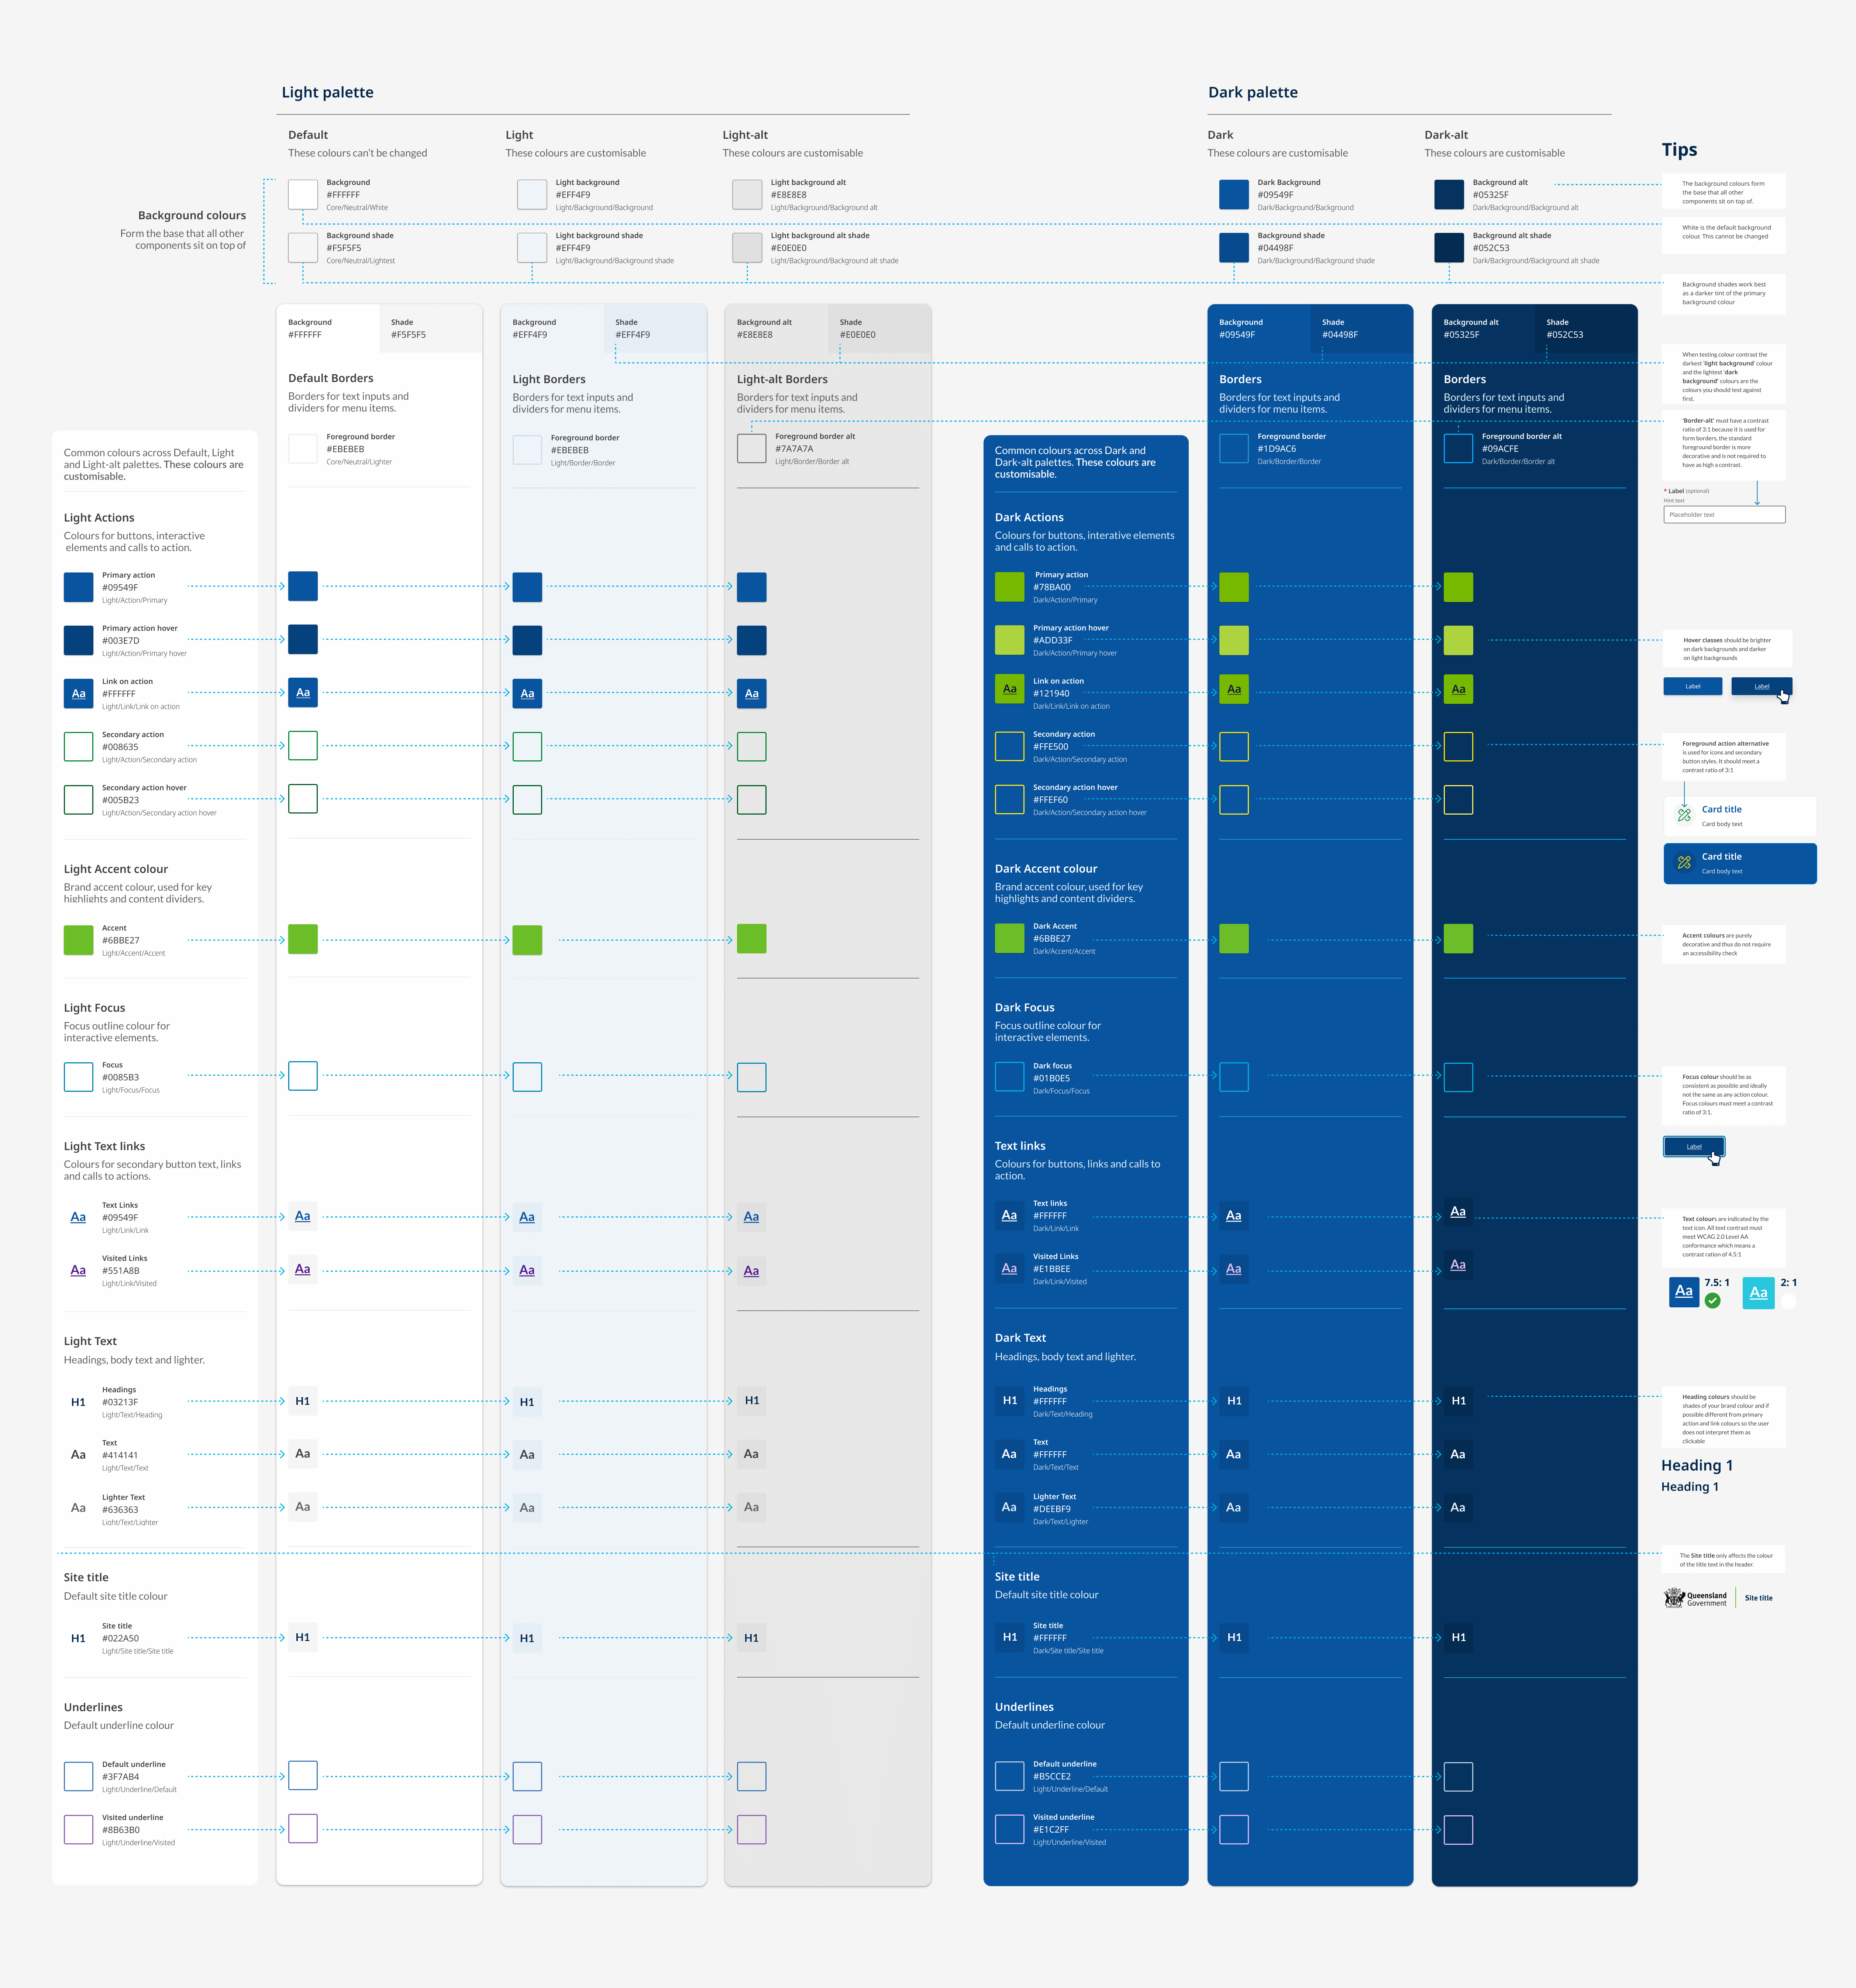 Light palette
Dark palette
Tips
Default
These colours can't be changed
Light
These colours are customisable
Light-alt
These colours are customisable
Dark
These colours are customisable
Dark-alt
These colours are customisable
Background colours
Form the base that all other
components sit on top of
Background
#FFFFFF
Core/Neutral/White
Light background
#EFF4F9
Light/Background/Background
Light background alt
#E8E8E8
Light/Background/Background alt
Dark Background
#09549F
Dark/Background/Background
Background alt
#05325F
Dark/Background/Background alt
Background shade
#F5F5F5
Core/Neutral/Lightest
Light background shade
#EFF4F9
Light/Background/Background shade
Light background alt shade
#E0E0E0
Light/Background/Background alt shade
Background shade
#04498F
Dark/Background/Background shade
Background alt shade
#052C53
Dark/Background/Background alt shade
The background colours form
the base that all other
components sit on top of.
White is the default background
colour. This cannot be changed
Background shades work best
as a darker tint of the primary
background colour
Background
#FFFFFF
Shade
#F5F5F5
Default Borders
Borders for text inputs and
dividers for menu items.
Foreground border
#EBEBEB
Core/Neutral/Lighter
Background
#EFF4F9
Shade
#EFF4F9
Light Borders
Borders for text inputs and
dividers for menu items.
Foreground border
#EBEBEB
Light/Border/Border
Background alt
#E8E8E8
Shade
#E0E0E0
Light-alt Borders
Borders for text inputs and
dividers for menu items.
Foreground border alt
#7A7A7A
Light/Border/Border alt
Background
#09549F
Shade
#04498F
Borders
Borders for text inputs and
dividers for menu items.
Foreground border
#1D9AC6
Dark/Border/Border
Background alt
#05325F
Shade
#052C53
Borders
Borders for text inputs and
dividers for menu items.
Foreground border alt
#09ACFE
Dark/Border/Border alt
When testing colour contrast the
darkest 'light background' colour
and the lightest 'dark
background' colours are the
colours you should test against
first.
'Border-alt' must have a contrast
ratio of 3:1 because it is used for
form borders, the standard
foreground border is more
decorative and is not required to
have as high a contrast.
* Label (optional)
Hint text
Placeholder text
Common colours across Default, Light
and Light-alt palettes. These colours are
customisable.
Light Actions
Colours for buttons, interactive
elements and calls to action.
Primary action
#09549F
Light/Action/Primary
Primary action hover
#003E7D
Light/Action/Primary hover
Aa
Link on action
#FFFFFF
Light/Link/Link on action
Aa
Aa
Aa
Secondary action
#008635
Light/Action/Secondary action
Secondary action hover
#005B23
Light/Action/Secondary action hover
Light Accent colour
Brand accent colour, used for key
hihlights and content dividers.
Accent
#6BBE27
Light/Accent/Accent
Light Focus
Focus outline colour for
interactive elements.
Focus
#0085B3
Light/Focus/Focus
Light Text links
Colours for secondary button text, links
and calls to actions.
Aa
Text Links
#09549F
Light/Link/Link
Aa
Aa
Aa
Aa
Visited Links
#551A8B
Light/Link/Visited
Aa
Aa
Aa
Light Text
Headings, body text and lighter.
H1
Headings
#03213F
Light/Text/Heading
H1
H1
H1
Aa
Text
#414141
Light/Text/Text
Aa
Aa
Aa
Aa
Lighter Text
#636363
Light/Text/Lighter
Aa
Aa
Aa
Site title
Default site title colour
H1
Site title
#022A50
Light/Site title/Site title
H1
H1
H1
Underlines
Default underline colour
Default underline
#3F7AB4
Light/Underline/Default
Visited underline
#8B63B0
Light/Underline/Visited
Common colours across Dark and
Dark-alt palettes. These colours are
customisable.
Dark Actions
Colours for buttons, interative elements
and calls to action.
Primary action
#78BA00
Dark/Action/Primary
Primary action hover
#ADD33F
Dark/Action/Primary hover
Aa
Link on action
#121940
Dark/Link/Link on action
Aa
Aa
Secondary action
#FFE500
Dark/Action/Secondary action
Secondary action hover
#FFEF60
Dark/Action/Secondary action hover
Dark Accent colour
Brand accent colour, used for key
highlights and content dividers.
Dark Accent
#6BBE27
Dark/Accent/Accent
Dark Focus
Focus outline colour for
interactive elements.
Dark focus
#01B0E5
Dark/Focus/Focus
Text links
Colours for buttons, links and calls to
action.
Aa
Text links
#FFFFFF
Dark/Link/Link
Aa
Aa
Aa
Visited Links
#E1BBEE
Dark/Link/Visited
Aa
Aa
Dark Text
Headings, body text and lighter.
H1
Headings
#FFFFFF
Dark/Text/Heading
H1
H1
Aa
Text
#FFFFFF
Dark/Text/Text
Aa
Aa
Aa
Lighter Text
#DEEBF9
Dark/Text/Lighter
Aa
Aa
Site title
Default site title colour
H1
Site title
#FFFFFF
Dark/Site title/Site title
H1
H1
Underlines
Default underline colour
Default underline
#B5CCE2
Light/Underline/Default
Visited underline
#E1C2FF
Light/Underline/Visited
Hover classes should be brighter
on dark backgrounds and darker
on light backgrounds
Label
Label
Foreground action alternative
is used for icons and secondary
button styles. It should meet a
contrast ratio of 3:1
Card title
Card body text
Card title
Card body text
Accent colours are purely
decorative and thus do not require
an accessibility check
Focus colour should be as
consistent as possible and ideally
not the same as any action colour.
Focus colours must meet a contrast
ratio of 3:1.
Label
Text colours are indicated by the
text icon. All text contrast must
meet WCAG 2.0 Level AA
conformance which means a
contrast ration of 4.5:1
Aa
7.5: 1
Aa
2: 1
Heading colours should be
shades of your brand colour and if
possible different from primary
action and link colours so the user
does not interpret them as
clickable
Heading 1
Heading 1
The Site title only affects the colour
of the title text in the header.
Queensland
Government
Site title